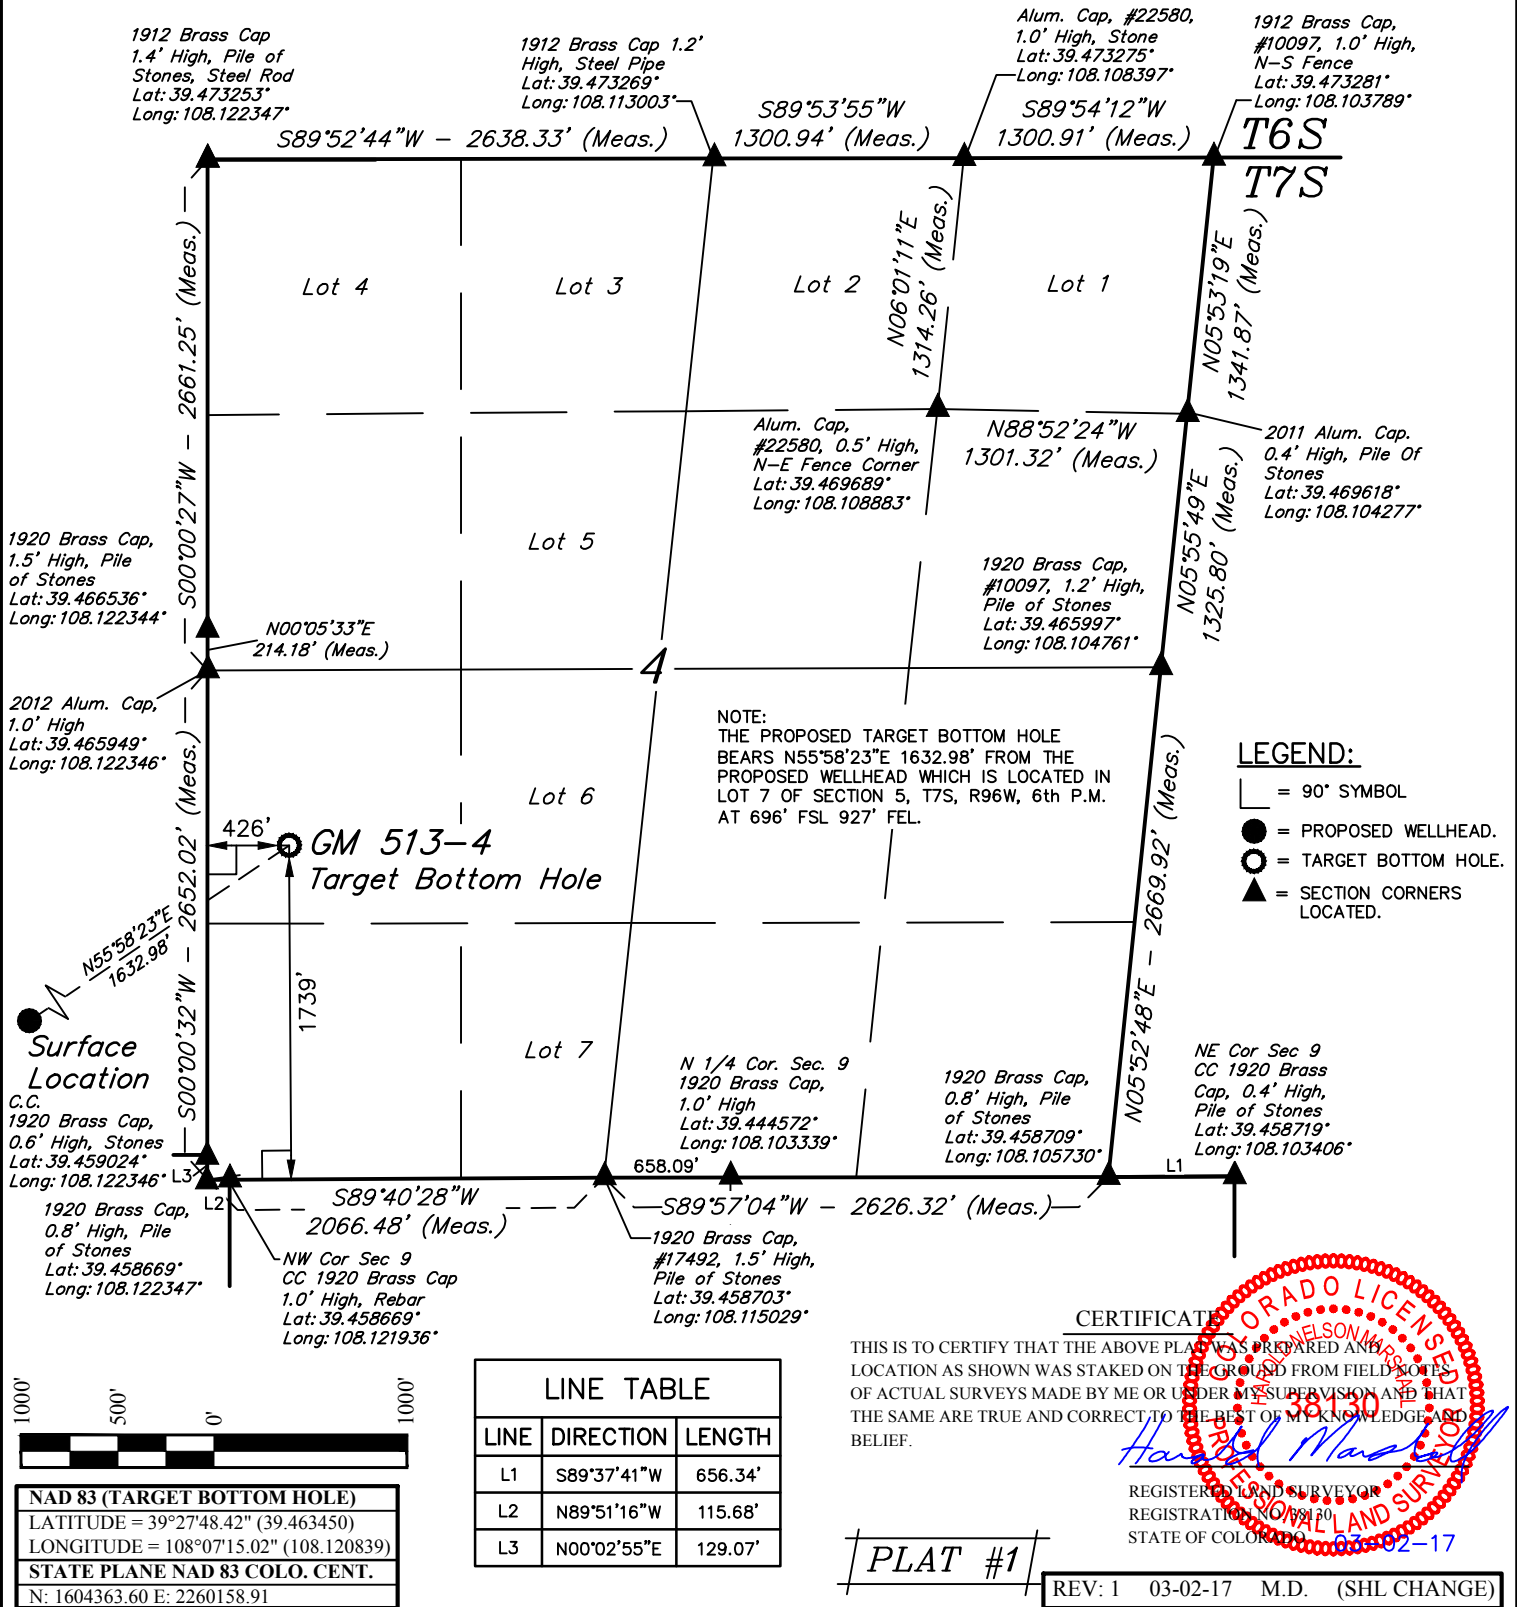 1912 Brass Cap
1.4' High, Pile of
Stones, Steel Rod
Lat: 39.473253°
Long: 108.122347°
1912 Brass Cap 1.2'
High, Steel Pipe
Lat: 39.473269°
Long: 108.113003°
Alum. Cap, #22580,
1.0' High, Stone
Lat: 39.473275°
Long: 108.108397°
1912 Brass Cap,
#10097, 1.0' High,
N-S Fence
Lat: 39.473281°
Long: 108.103789°
S89°52'44"W - 2638.33' (Meas.)
S89°53'55"W
1300.94' (Meas.)
S89°54'12"W
1300.91' (Meas.)
T6S
T7S
S00°00'27"W - 2661.25' (Meas.)
Lot 4
Lot 3
Lot 2
Lot 1
N06°01'11"E
1314.26' (Meas.)
N05°53'19"E
1341.87' (Meas.)
Alum. Cap,
#22580, 0.5' High,
N-E Fence Corner
Lat: 39.469689°
Long: 108.108883°
N88°52'24"W
1301.32' (Meas.)
2011 Alum. Cap.
0.4' High, Pile Of
Stones
Lat: 39.469618°
Long: 108.104277°
N05°55'49"E
1325.80' (Meas.)
1920 Brass Cap,
1.5' High, Pile
of Stones
Lat: 39.466536°
Long: 108.122344°
Lot 5
1920 Brass Cap,
#10097, 1.2' High,
Pile of Stones
Lat: 39.465997°
Long: 108.104761°
N00°05'33"E
214.18' (Meas.)
4
2012 Alum. Cap,
1.0' High
Lat: 39.465949°
Long: 108.122346°
NOTE:
THE PROPOSED TARGET BOTTOM HOLE
BEARS N55°58'23"E 1632.98' FROM THE
PROPOSED WELLHEAD WHICH IS LOCATED IN
LOT 7 OF SECTION 5, T7S, R96W, 6th P.M.
AT 696' FSL 927' FEL.
LEGEND:
= 90° SYMBOL
= PROPOSED WELLHEAD.
= TARGET BOTTOM HOLE.
= SECTION CORNERS
LOCATED.
Lot 6
426'
GM 513-4
Target Bottom Hole
S00°00'32"W - 2652.02' (Meas.)
N05°52'48"E - 2669.92' (Meas.)
N55°58'23"E
1632.98'
1739'
Surface
Location
Lot 7
C.C.
1920 Brass Cap,
0.6' High, Stones
Lat: 39.459024°
Long: 108.122346°
N 1/4 Cor. Sec. 9
1920 Brass Cap,
1.0' High
Lat: 39.444572°
Long: 108.103339°
1920 Brass Cap,
0.8' High, Pile
of Stones
Lat: 39.458709°
Long: 108.105730°
NE Cor Sec 9
CC 1920 Brass
Cap, 0.4' High,
Pile of Stones
Lat: 39.458719°
Long: 108.103406°
L3
L2
658.09'
L1
S89°40'28"W
2066.48' (Meas.)
S89°57'04"W - 2626.32' (Meas.)
1920 Brass Cap,
0.8' High, Pile
of Stones
Lat: 39.458669°
Long: 108.122347°
NW Cor Sec 9
CC 1920 Brass Cap
1.0' High, Rebar
Lat: 39.458669°
Long: 108.121936°
1920 Brass Cap,
#17492, 1.5' High,
Pile of Stones
Lat: 39.458703°
Long: 108.115029°
1000'
500'
0'
1000'
NAD 83 (TARGET BOTTOM HOLE)
LATITUDE = 39°27'48.42" (39.463450)
LONGITUDE = 108°07'15.02" (108.120839)
STATE PLANE NAD 83 COLO. CENT.
N: 1604363.60 E: 2260158.91
LINE TABLE
LINE DIRECTION LENGTH
L1 S89°37'41"W 656.34'
L2 N89°51'16"W 115.68'
L3 N00°02'55"E 129.07'
CERTIFICATE
THIS IS TO CERTIFY THAT THE ABOVE PLAT WAS PREPARED AND
LOCATION AS SHOWN WAS STAKED ON THE GROUND FROM FIELD NOTES
OF ACTUAL SURVEYS MADE BY ME OR UNDER MY SUPERVISION AND THAT
THE SAME ARE TRUE AND CORRECT TO THE BEST OF MY KNOWLEDGE AND
BELIEF.
COLORADO LICENSED
HAROLD NELSON MARSHALL
38130
PROFESSIONAL LAND SURVEYOR
Harold Marshall
REGISTERED LAND SURVEYOR
REGISTRATION NO. 38130
STATE OF COLORADO
03-02-17
PLAT #1
REV: 1 03-02-17 M.D. (SHL CHANGE)